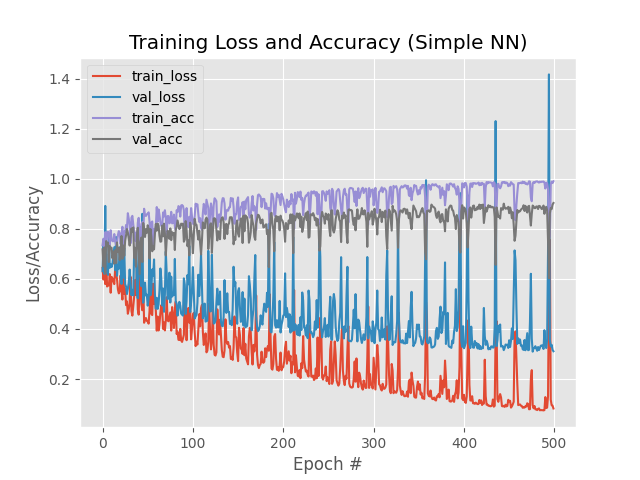 Training Loss and Accuracy (Simple NN)
train_loss
val_loss
train_acc
val_acc
1.4
1.2
1.0
0.8
0.6
0.4
0.2
Loss/Accuracy
0 100 200 300 400 500
Epoch #